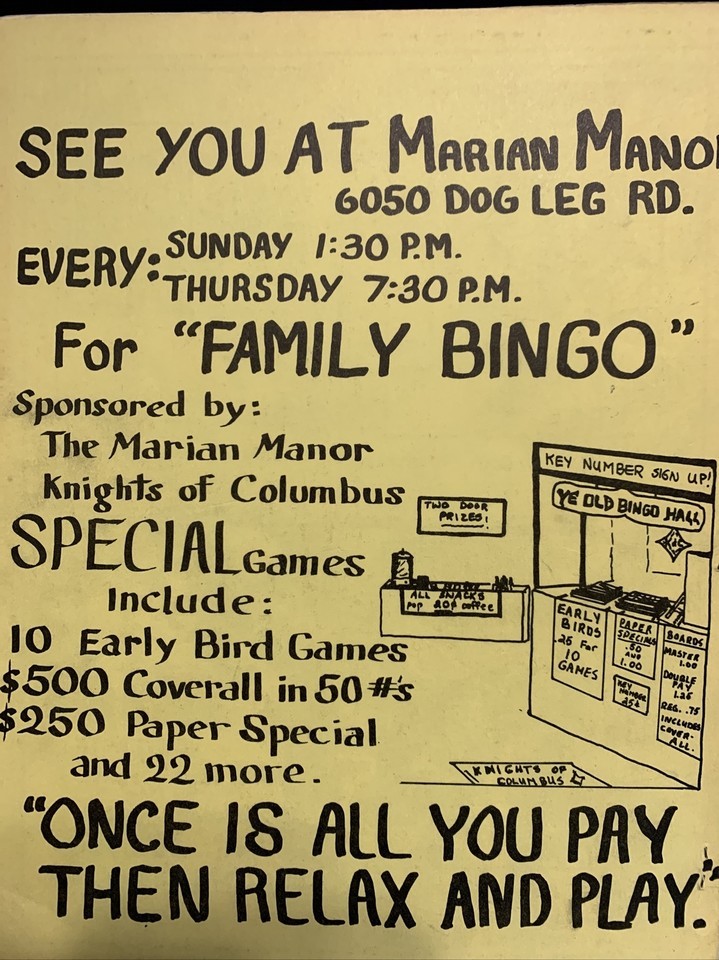 SEE YOU AT MARIAN MANO
6050 DOG LEG RD.
EVERY: SUNDAY 1:30 P.M.
THURSDAY 7:30 P.M.
For "FAMILY BINGO"
Sponsored by:
The Marian Manor
Knights of Columbus
SPECIAL Games
Include:
10 Early Bird Games
$500 Coverall in 50 #'s
$250 Paper Special
and 22 more.
TWO DOOR
PRIZES!
ALL SNACKS
pop 20¢ coffee
KEY NUMBER SIGN UP!
YE OLD BINGO HALL
EARLY
BIRDS
.25 For
10
GAMES
PAPER
SPECIALS
.50
AND
1.00
KEY
NUMBER
25¢
BOARDS
MASTER
1.00
DOUBLE
PAY
1.25
REG. .75
INCLUDES
COVER-
ALL.
KNIGHTS OF
COLUMBUS
"ONCE IS ALL YOU PAY
THEN RELAX AND PLAY."